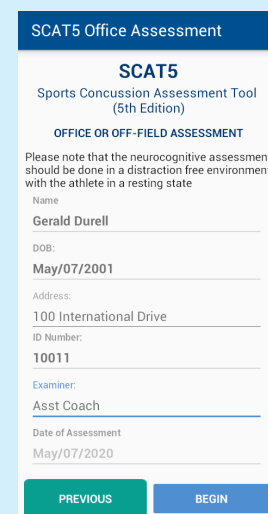 SCAT5 Office Assessment
SCAT5
Sports Concussion Assessment Tool
(5th Edition)
OFFICE OR OFF-FIELD ASSESSMENT
Please note that the neurocognitive assessment
should be done in a distraction free environment
with the athlete in a resting state
Name
Gerald Durell
DOB:
May/07/2001
Address:
100 International Drive
ID Number:
10011
Examiner:
Asst Coach
Date of Assessment
May/07/2020
PREVIOUS
BEGIN